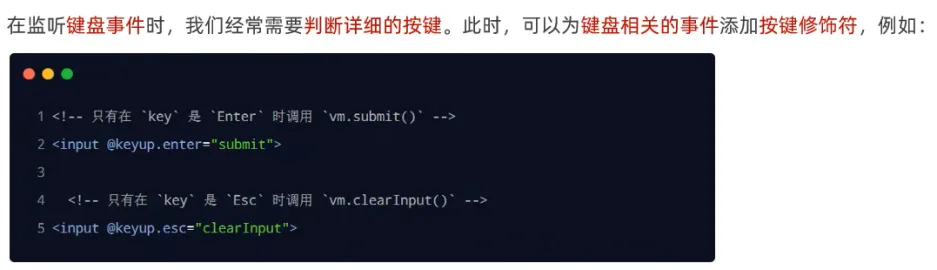 在监听键盘事件时，我们经常需要判断详细的按键。此时，可以为键盘相关的事件添加按键修饰符，例如：
1 <!-- 只有在 `key` 是 `Enter` 时调用 `vm.submit()` -->
2 <input @keyup.enter="submit">
3
4 <!-- 只有在 `key` 是 `Esc` 时调用 `vm.clearInput()` -->
5 <input @keyup.esc="clearInput">